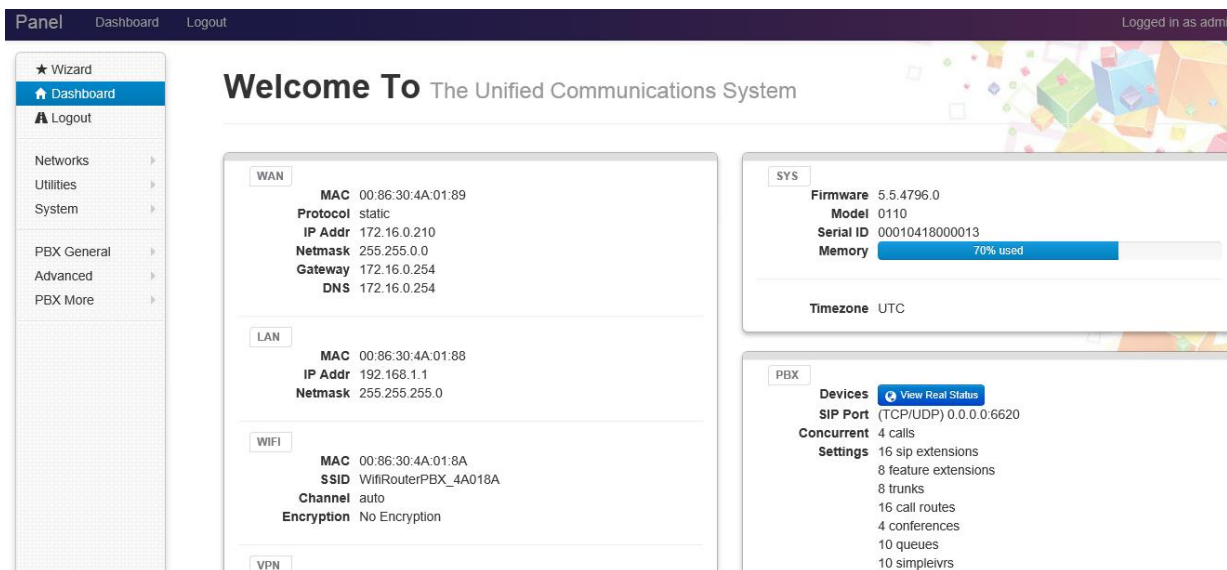 Panel Dashboard Logout Logged in as admi
Wizard
Dashboard
Logout
Networks
Utilities
System
PBX General
Advanced
PBX More
Welcome To The Unified Communications System
WAN
MAC 00:86:30:4A:01:89
Protocol static
IP Addr 172.16.0.210
Netmask 255.255.0.0
Gateway 172.16.0.254
DNS 172.16.0.254
LAN
MAC 00:86:30:4A:01:88
IP Addr 192.168.1.1
Netmask 255.255.255.0
WIFI
MAC 00:86:30:4A:01:8A
SSID WifiRouterPBX_4A018A
Channel auto
Encryption No Encryption
VPN
SYS
Firmware 5.5.4796.0
Model 0110
Serial ID 00010418000013
Memory 70% used
Timezone UTC
PBX
Devices View Real Status
SIP Port (TCP/UDP) 0.0.0.0:6620
Concurrent 4 calls
Settings 16 sip extensions
8 feature extensions
8 trunks
16 call routes
4 conferences
10 queues
10 simpleivrs